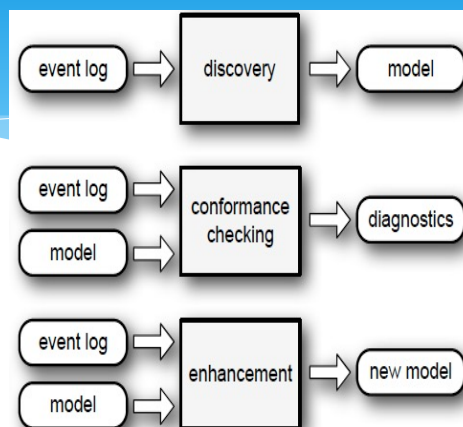 event log
discovery
model
event log
model
conformance
checking
diagnostics
event log
model
enhancement
new model